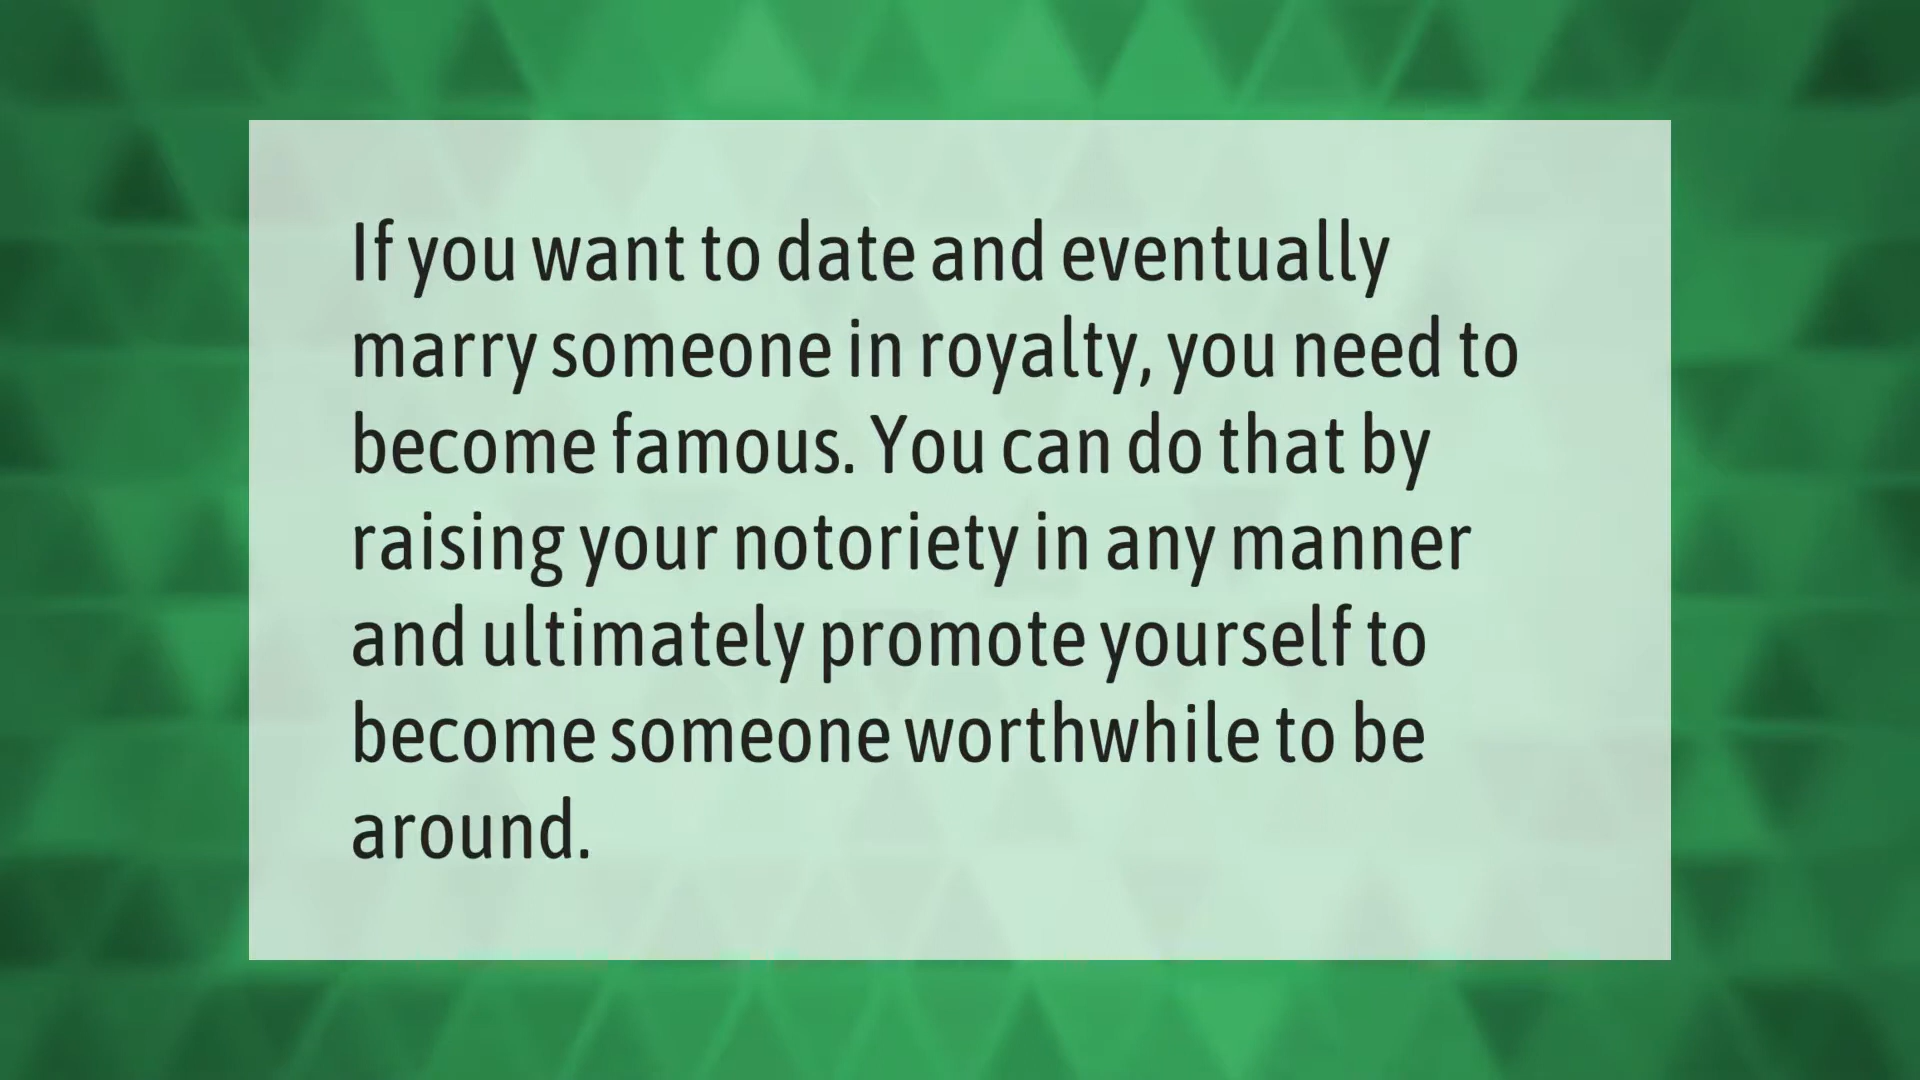 If you want to date and eventually
marry someone in royalty, you need to
become famous. You can do that by
raising your notoriety in any manner
and ultimately promote yourself to
become someone worthwhile to be
around.